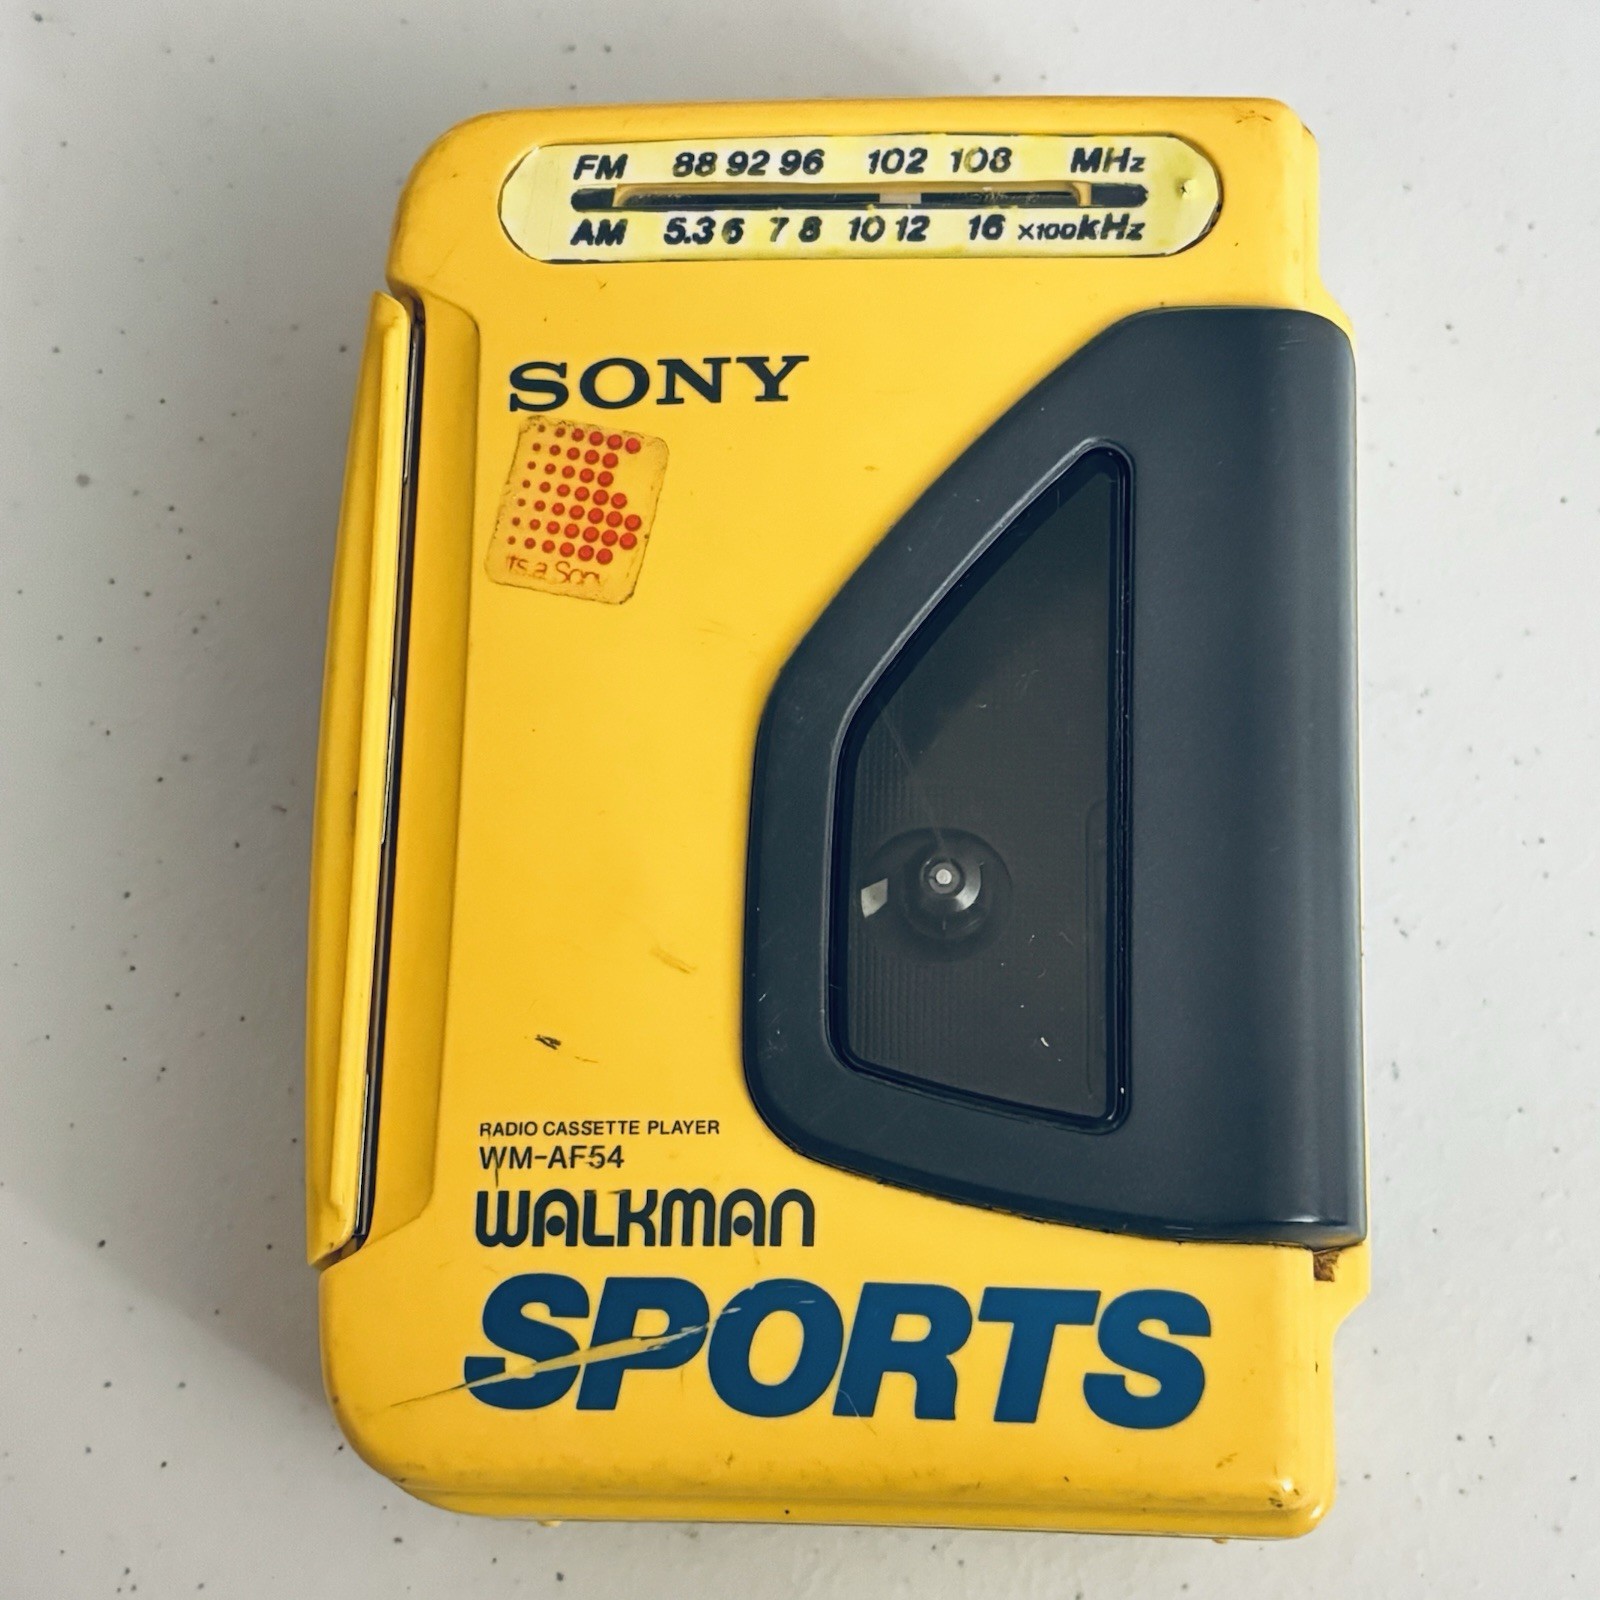 FM 88 92 96 102 108 MHz
AM 5.3 6 7 8 10 12 16 x100kHz
SONY
It's a Sony
RADIO CASSETTE PLAYER
WM-AF54
WALKMAN
SPORTS